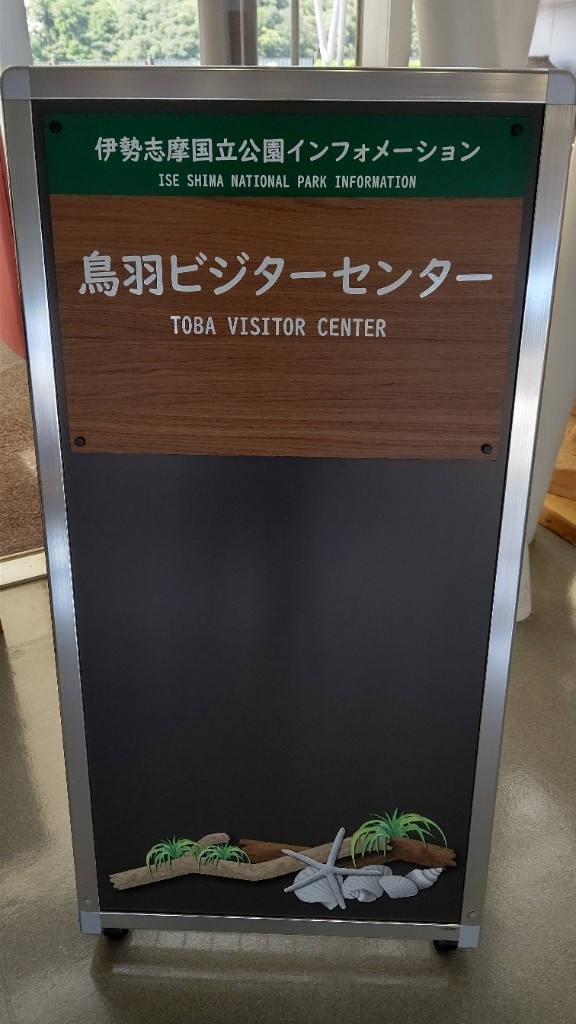 伊勢志摩国立公園インフォメーション
ISE SHIMA NATIONAL PARK INFORMATION
鳥羽ビジターセンター
TOBA VISITOR CENTER